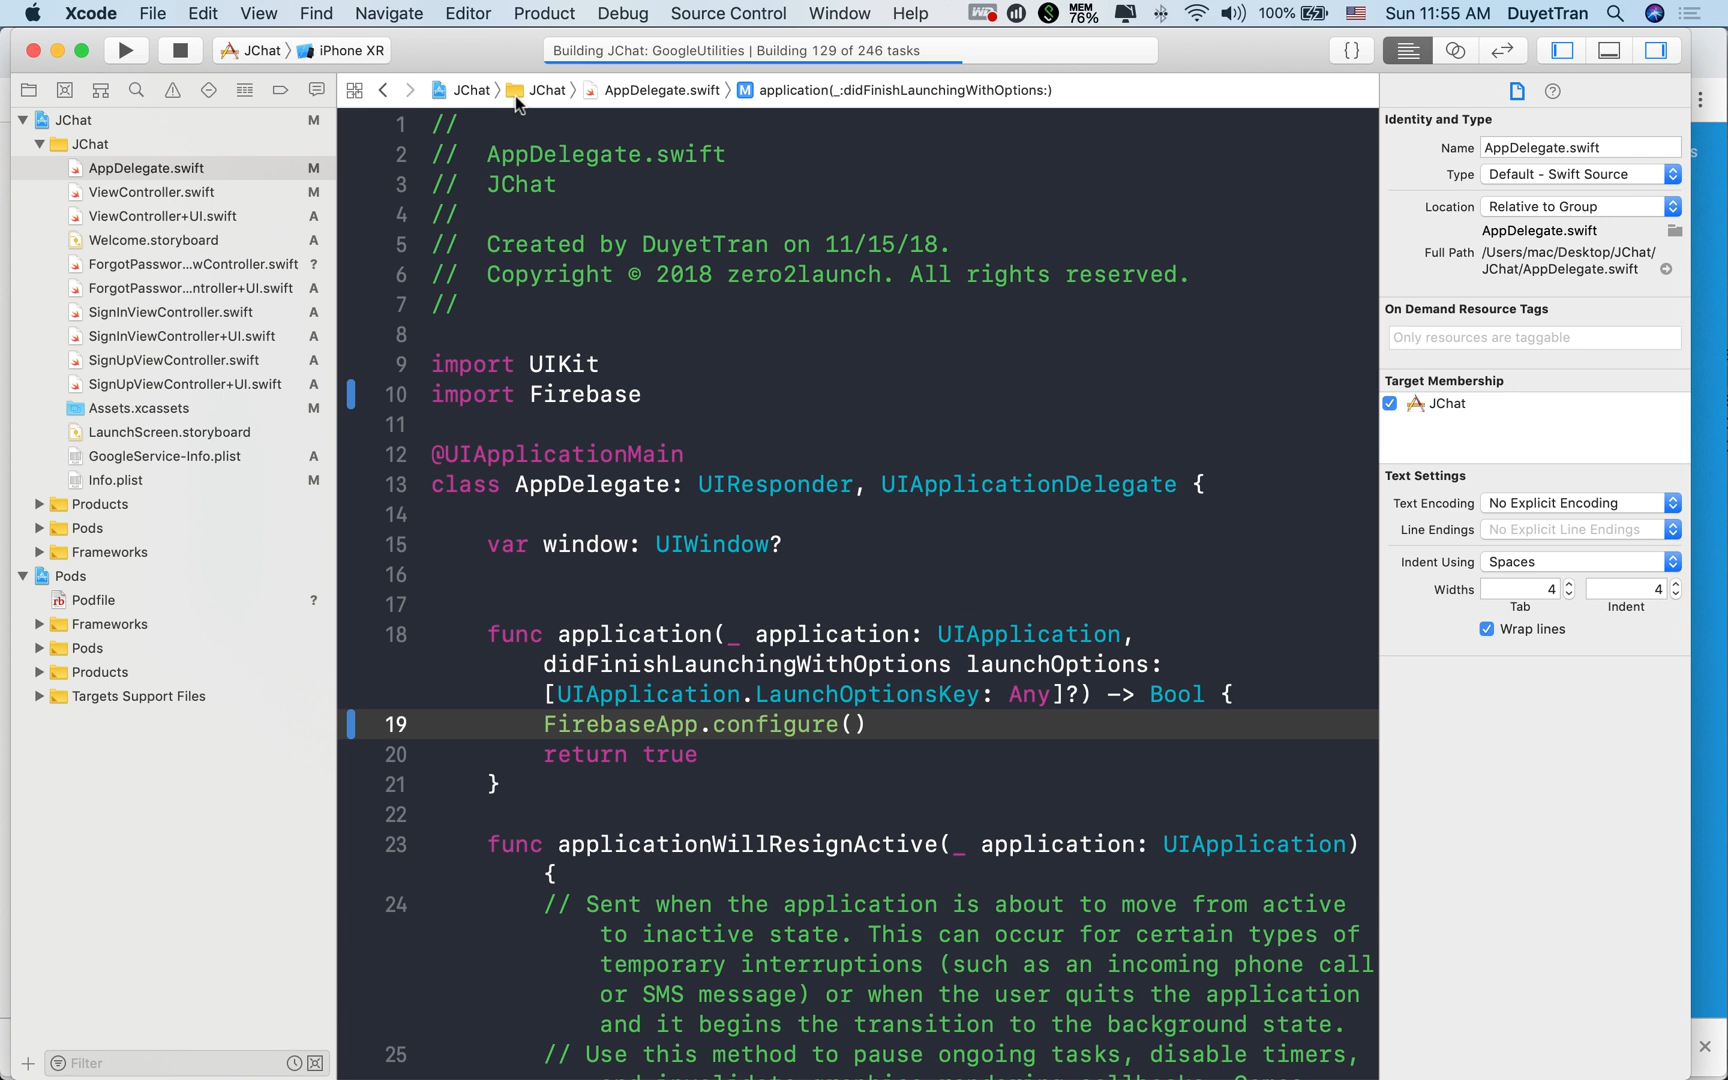 Xcode File Edit View Find Navigate Editor Product Debug Source Control Window Help MEM 76% 100% Sun 11:55 AM DuyetTran
JChat iPhone XR Building JChat: GoogleUtilities | Building 129 of 246 tasks { }
JChat JChat AppDelegate.swift M application(_:didFinishLaunchingWithOptions:)
JChat M
JChat
AppDelegate.swift M
ViewController.swift M
ViewController+UI.swift A
Welcome.storyboard A
ForgotPasswor...wController.swift ?
ForgotPasswor...ntroller+UI.swift A
SignInViewController.swift A
SignInViewController+UI.swift A
SignUpViewController.swift A
SignUpViewController+UI.swift A
Assets.xcassets M
LaunchScreen.storyboard
GoogleService-Info.plist A
Info.plist M
Products
Pods
Frameworks
Pods
rb Podfile ?
Frameworks
Pods
Products
Targets Support Files
Filter
1 //
2 // AppDelegate.swift
3 // JChat
4 //
5 // Created by DuyetTran on 11/15/18.
6 // Copyright © 2018 zero2launch. All rights reserved.
7 //
8
9 import UIKit
10 import Firebase
11
12 @UIApplicationMain
13 class AppDelegate: UIResponder, UIApplicationDelegate {
14
15 var window: UIWindow?
16
17
18 func application(_ application: UIApplication,
didFinishLaunchingWithOptions launchOptions:
[UIApplication.LaunchOptionsKey: Any]?) -> Bool {
19 FirebaseApp.configure()
20 return true
21 }
22
23 func applicationWillResignActive(_ application: UIApplication)
{
24 // Sent when the application is about to move from active
to inactive state. This can occur for certain types of
temporary interruptions (such as an incoming phone call
or SMS message) or when the user quits the application
and it begins the transition to the background state.
25 // Use this method to pause ongoing tasks, disable timers,
Identity and Type
Name AppDelegate.swift
Type Default - Swift Source
Location Relative to Group
AppDelegate.swift
Full Path /Users/mac/Desktop/JChat/
JChat/AppDelegate.swift
On Demand Resource Tags
Only resources are taggable
Target Membership
JChat
Text Settings
Text Encoding No Explicit Encoding
Line Endings No Explicit Line Endings
Indent Using Spaces
Widths 4 4
Tab Indent
Wrap lines